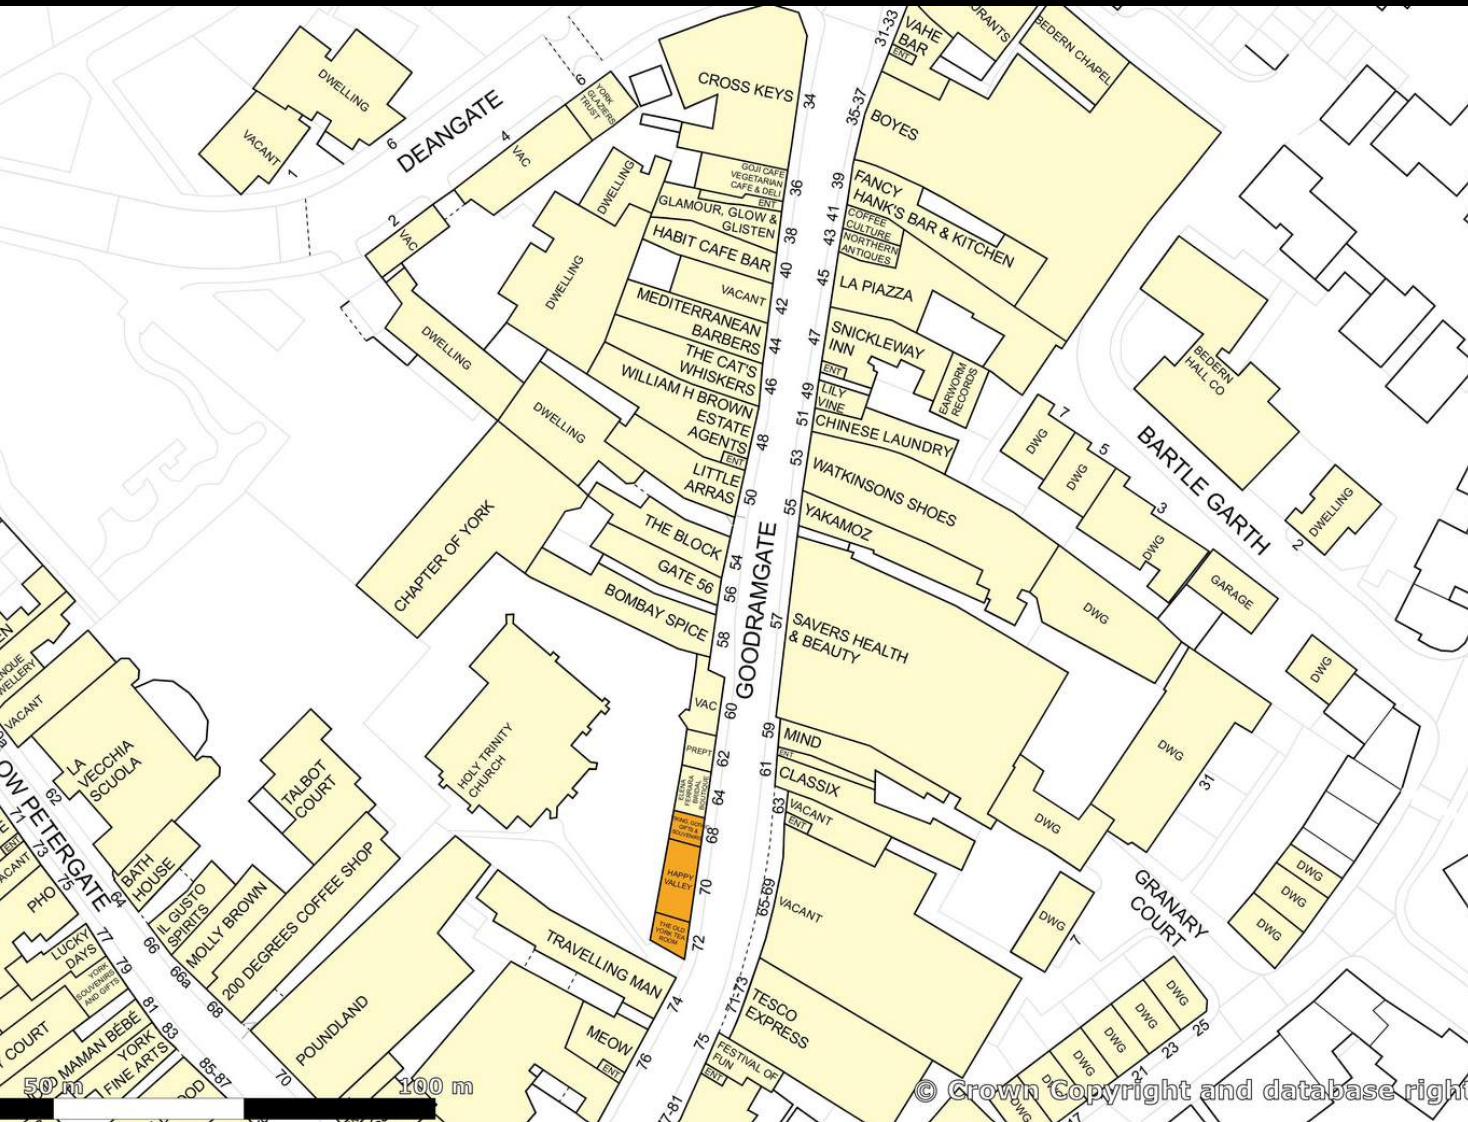 31-33
VAHE
BAR
ENT
BEDERN CHAPEL
DWELLING
VACANT
1
6
DEANGATE
6
YORK
GLAZIERS
TRUST
4
VAC
2
VAC
CROSS KEYS
34
35-37
BOYES
GOJI CAFE
VEGETARIAN
CAFE & DELI
ENT
36
GLAMOUR, GLOW &
GLISTEN
38
HABIT CAFE BAR
40
VACANT
42
MEDITERRANEAN
BARBERS
44
THE CAT'S
WHISKERS
46
WILLIAM H BROWN
ESTATE
AGENTS
ENT
48
LITTLE
ARRAS
50
DWELLING
DWELLING
DWELLING
DWELLING
CHAPTER OF YORK
THE BLOCK
54
GATE 56
56
BOMBAY SPICE
58
GOODRAMGATE
39
FANCY
HANK'S BAR & KITCHEN
41
COFFEE
CULTURE
43
NORTHERN
ANTIQUES
45
LA PIAZZA
47
SNICKLEWAY
INN
ENT
EARWORM
RECORDS
49
LILY
VINE
51
CHINESE LAUNDRY
53
WATKINSONS SHOES
55
YAKAMOZ
57
SAVERS HEALTH
& BEAUTY
BEDERN
HALL CO
BARTLE GARTH
7
DWG
5
DWG
3
DWG
DWELLING
2
GARAGE
DWG
DWG
DWG
31
VAC
60
PREPT
62
ELENA
FERRARA
BRIDAL
BOUTIQUE
64
GIFTS &
68
HAPPY
VALLEY
70
THE OLD
YORK TEA
ROOM
72
59
MIND
ENT
61
CLASSIX
63
VACANT
ENT
65-69
VACANT
DWG
GRANARY
COURT
DWG
7
DWG
DWG
DWG
71-73
TESCO
EXPRESS
75
FESTIVAL OF
FUN
ENT
DWG
DWG
DWG
DWG
DWG
DWG
25
23
21
17
HOLY TRINITY
CHURCH
VACANT
LA
VECCHIA
SCUOLA
62
TALBOT
COURT
OW PETERGATE
71
73
75
ENT
PHO
BATH
HOUSE
64
IL GUSTO
SPIRITS
66
MOLLY BROWN
66a
200 DEGREES COFFEE SHOP
68
POUNDLAND
70
LUCKY
DAYS
77
YORK
SOUVENIRS
AND GIFTS
79
81
MAMAN BÉBÉ
83
YORK
FINE ARTS
85-87
COURT
TRAVELLING MAN
74
MEOW
ENT
76
50 m
100 m
© Crown Copyright and database righ